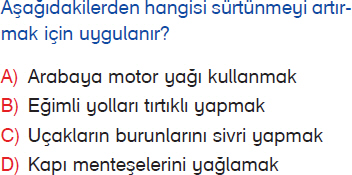 Aşağıdakilerden hangisi sürtünmeyi artır-
mak için uygulanır?
A) Arabaya motor yağı kullanmak
B) Eğimli yolları tırtıklı yapmak
C) Uçakların burunlarını sivri yapmak
D) Kapı menteşelerini yağlamak